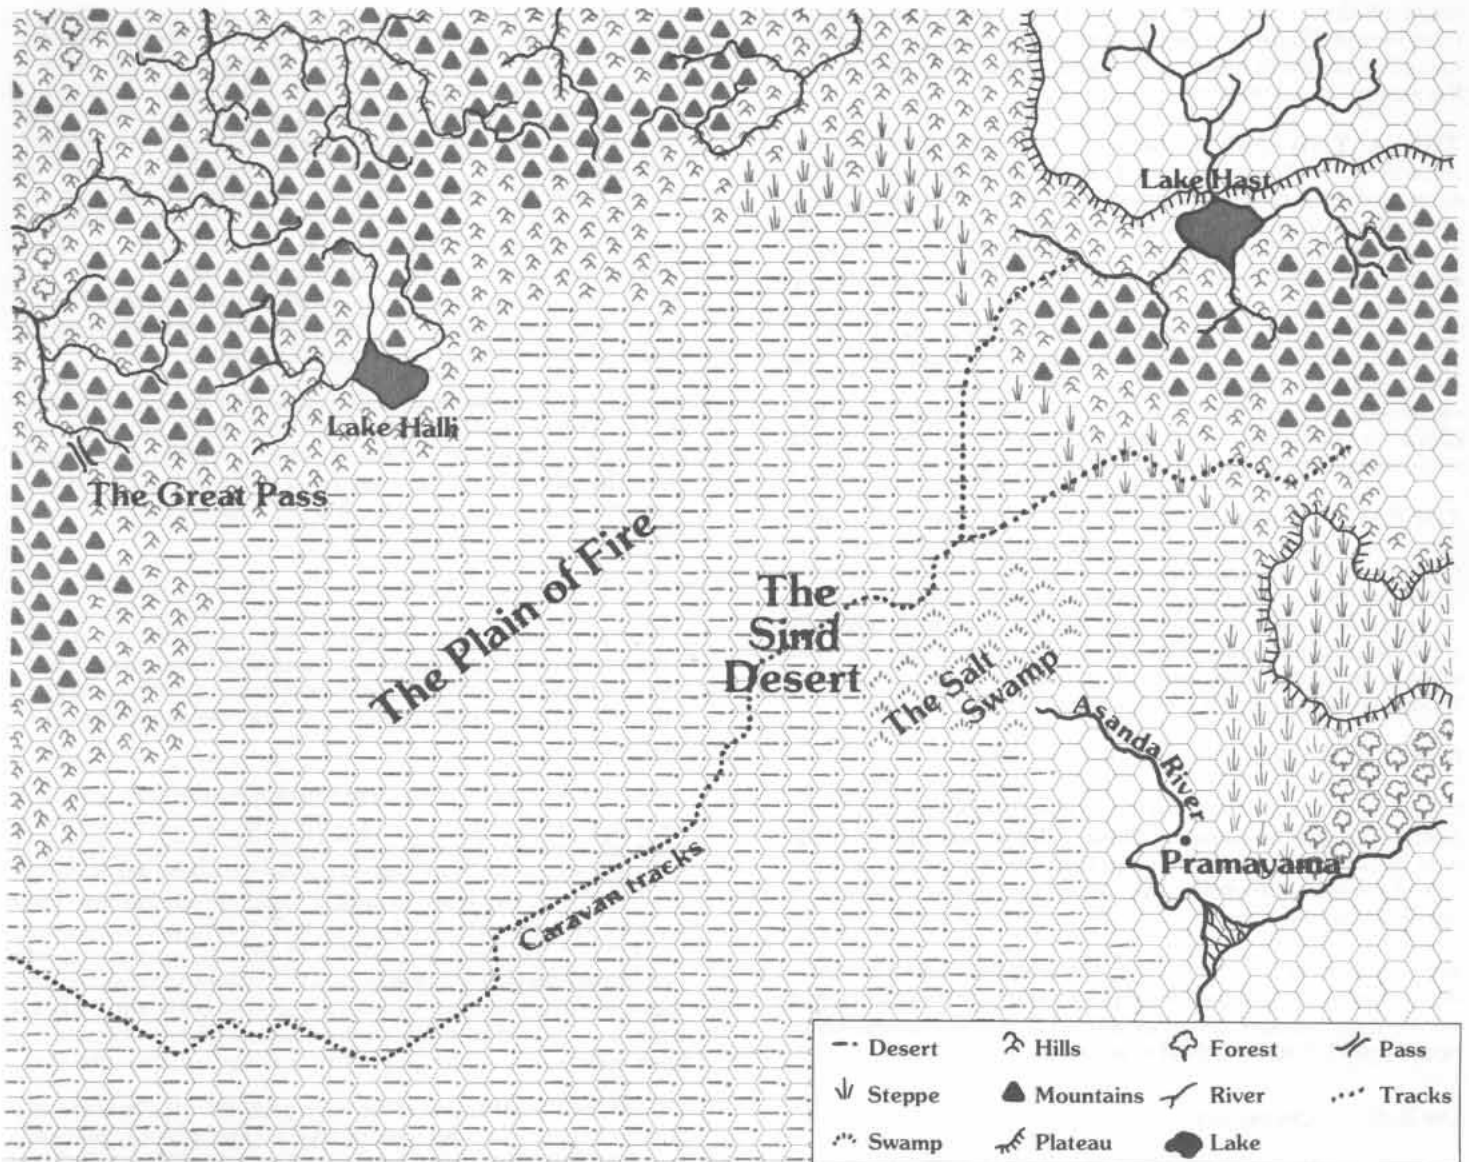 Lake Hast
Lake Halli
The Great Pass
The Plain of Fire
The
Sind
Desert
The Salt
Swamp
Asanda River
Pramayama
Caravan tracks
Desert Hills Forest Pass
Steppe Mountains River Tracks
Swamp Plateau Lake